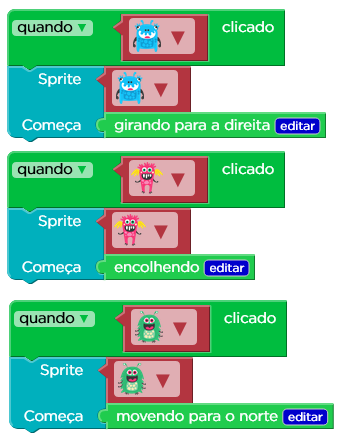 quando ▼ clicado
Sprite
Começa girando para a direita editar
quando ▼ clicado
Sprite
Começa encolhendo editar
quando ▼ clicado
Sprite
Começa movendo para o norte editar